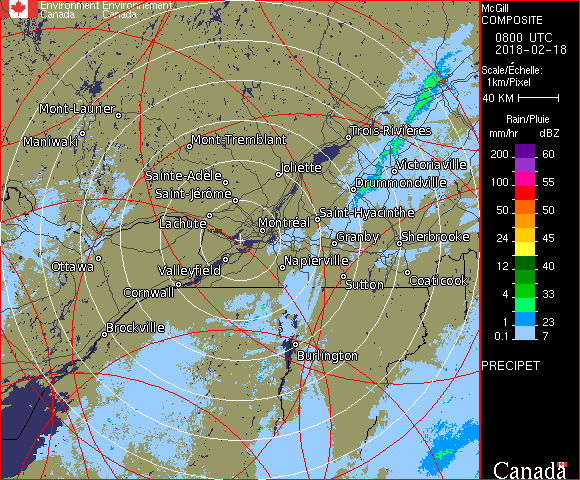 Environment Environnement
Canada Canada
McGill
COMPOSITE
0800 UTC
2018-02-18
Scale/Échelle:
1km/Pixel
40 KM
Rain/Pluie
mm/hr dBZ
200 60
150 57
100 55
50 50
24 45
12 40
4 33
1 23
0.1 7
PRECIPET
Mont-Laurier
Maniwaki
Mont-Tremblant
Trois-Rivières
Joliette
Victoriaville
Sainte-Adèle
Drummondville
Saint-Jérôme
Saint-Hyacinthe
Lachute
Montréal
Granby
Sherbrooke
Ottawa
Valleyfield
Napierville
Sutton
Coaticook
Cornwall
Brockville
Burlington
Canada